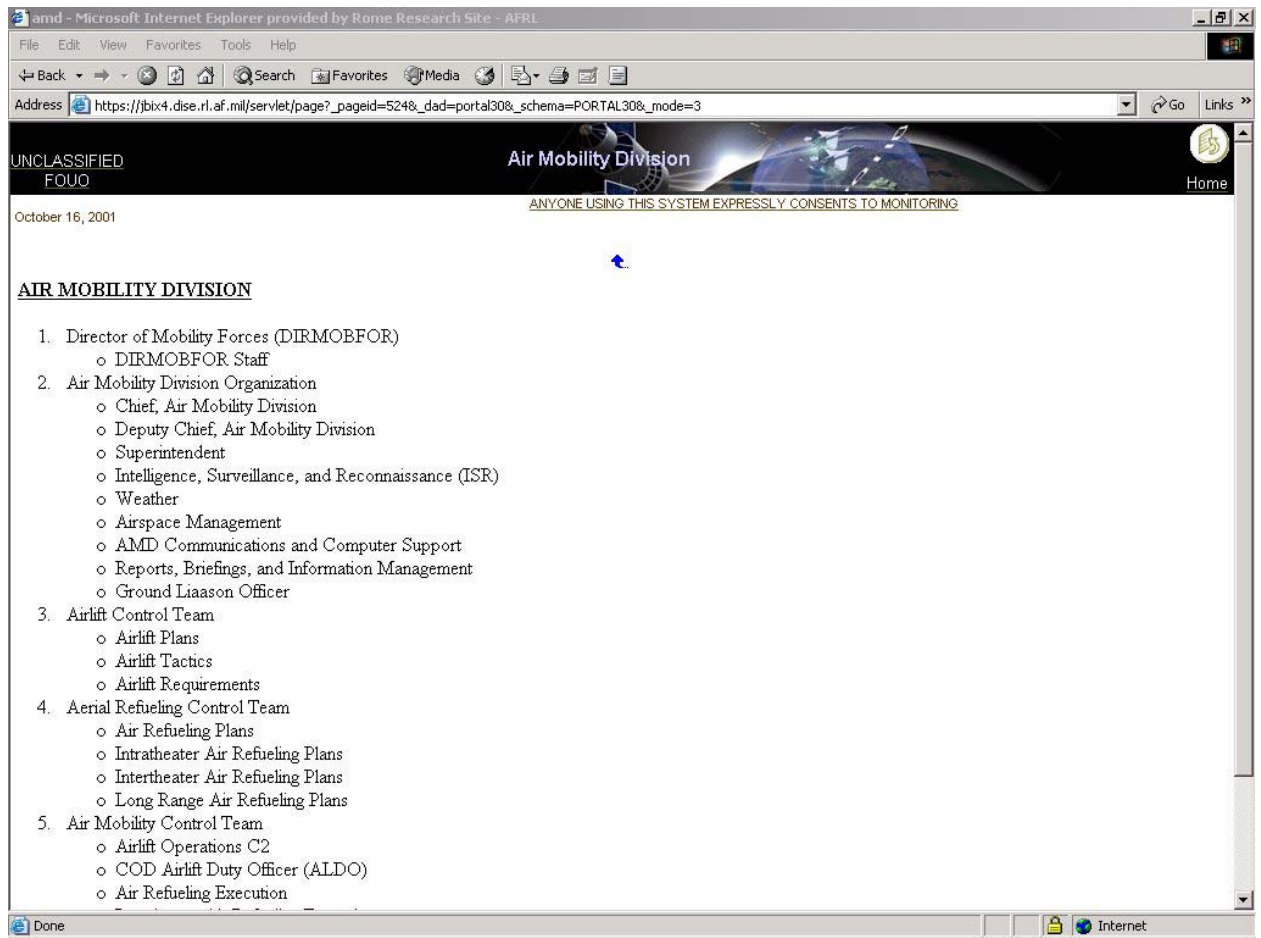 amd - Microsoft Internet Explorer provided by Rome Research Site - AFRL
File Edit View Favorites Tools Help
Back Search Favorites Media
Address https://jbix4.dise.rl.af.mil/servlet/page?_pageid=524&_dad=portal30&_schema=PORTAL30&_mode=3 Go Links »
UNCLASSIFIED
FOUO
Air Mobility Division
Home
ANYONE USING THIS SYSTEM EXPRESSLY CONSENTS TO MONITORING
October 16, 2001
AIR MOBILITY DIVISION
1. Director of Mobility Forces (DIRMOBFOR)
o DIRMOBFOR Staff
2. Air Mobility Division Organization
o Chief, Air Mobility Division
o Deputy Chief, Air Mobility Division
o Superintendent
o Intelligence, Surveillance, and Reconnaissance (ISR)
o Weather
o Airspace Management
o AMD Communications and Computer Support
o Reports, Briefings, and Information Management
o Ground Liaason Officer
3. Airlift Control Team
o Airlift Plans
o Airlift Tactics
o Airlift Requirements
4. Aerial Refueling Control Team
o Air Refueling Plans
o Intratheater Air Refueling Plans
o Intertheater Air Refueling Plans
o Long Range Air Refueling Plans
5. Air Mobility Control Team
o Airlift Operations C2
o COD Airlift Duty Officer (ALDO)
o Air Refueling Execution
Done Internet